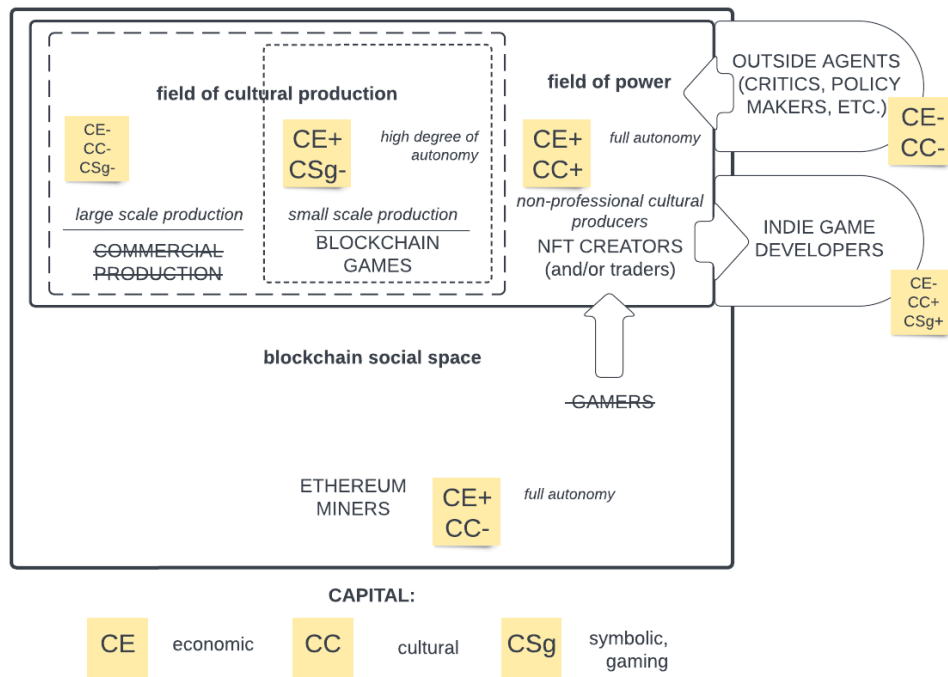 field of cultural production
CE-
CC-
CSg-
large scale production
COMMERCIAL
PRODUCTION
CE+
CSg-
high degree of
autonomy
small scale production
BLOCKCHAIN
GAMES
field of power
CE+
CC+
full autonomy
non-professional cultural
producers
NFT CREATORS
(and/or traders)
OUTSIDE AGENTS
(CRITICS, POLICY
MAKERS, ETC.)
CE-
CC-
INDIE GAME
DEVELOPERS
CE-
CC+
CSg+
blockchain social space
GAMERS
ETHEREUM
MINERS
CE+
CC-
full autonomy
CAPITAL:
CE
economic
CC
cultural
CSg
symbolic,
gaming